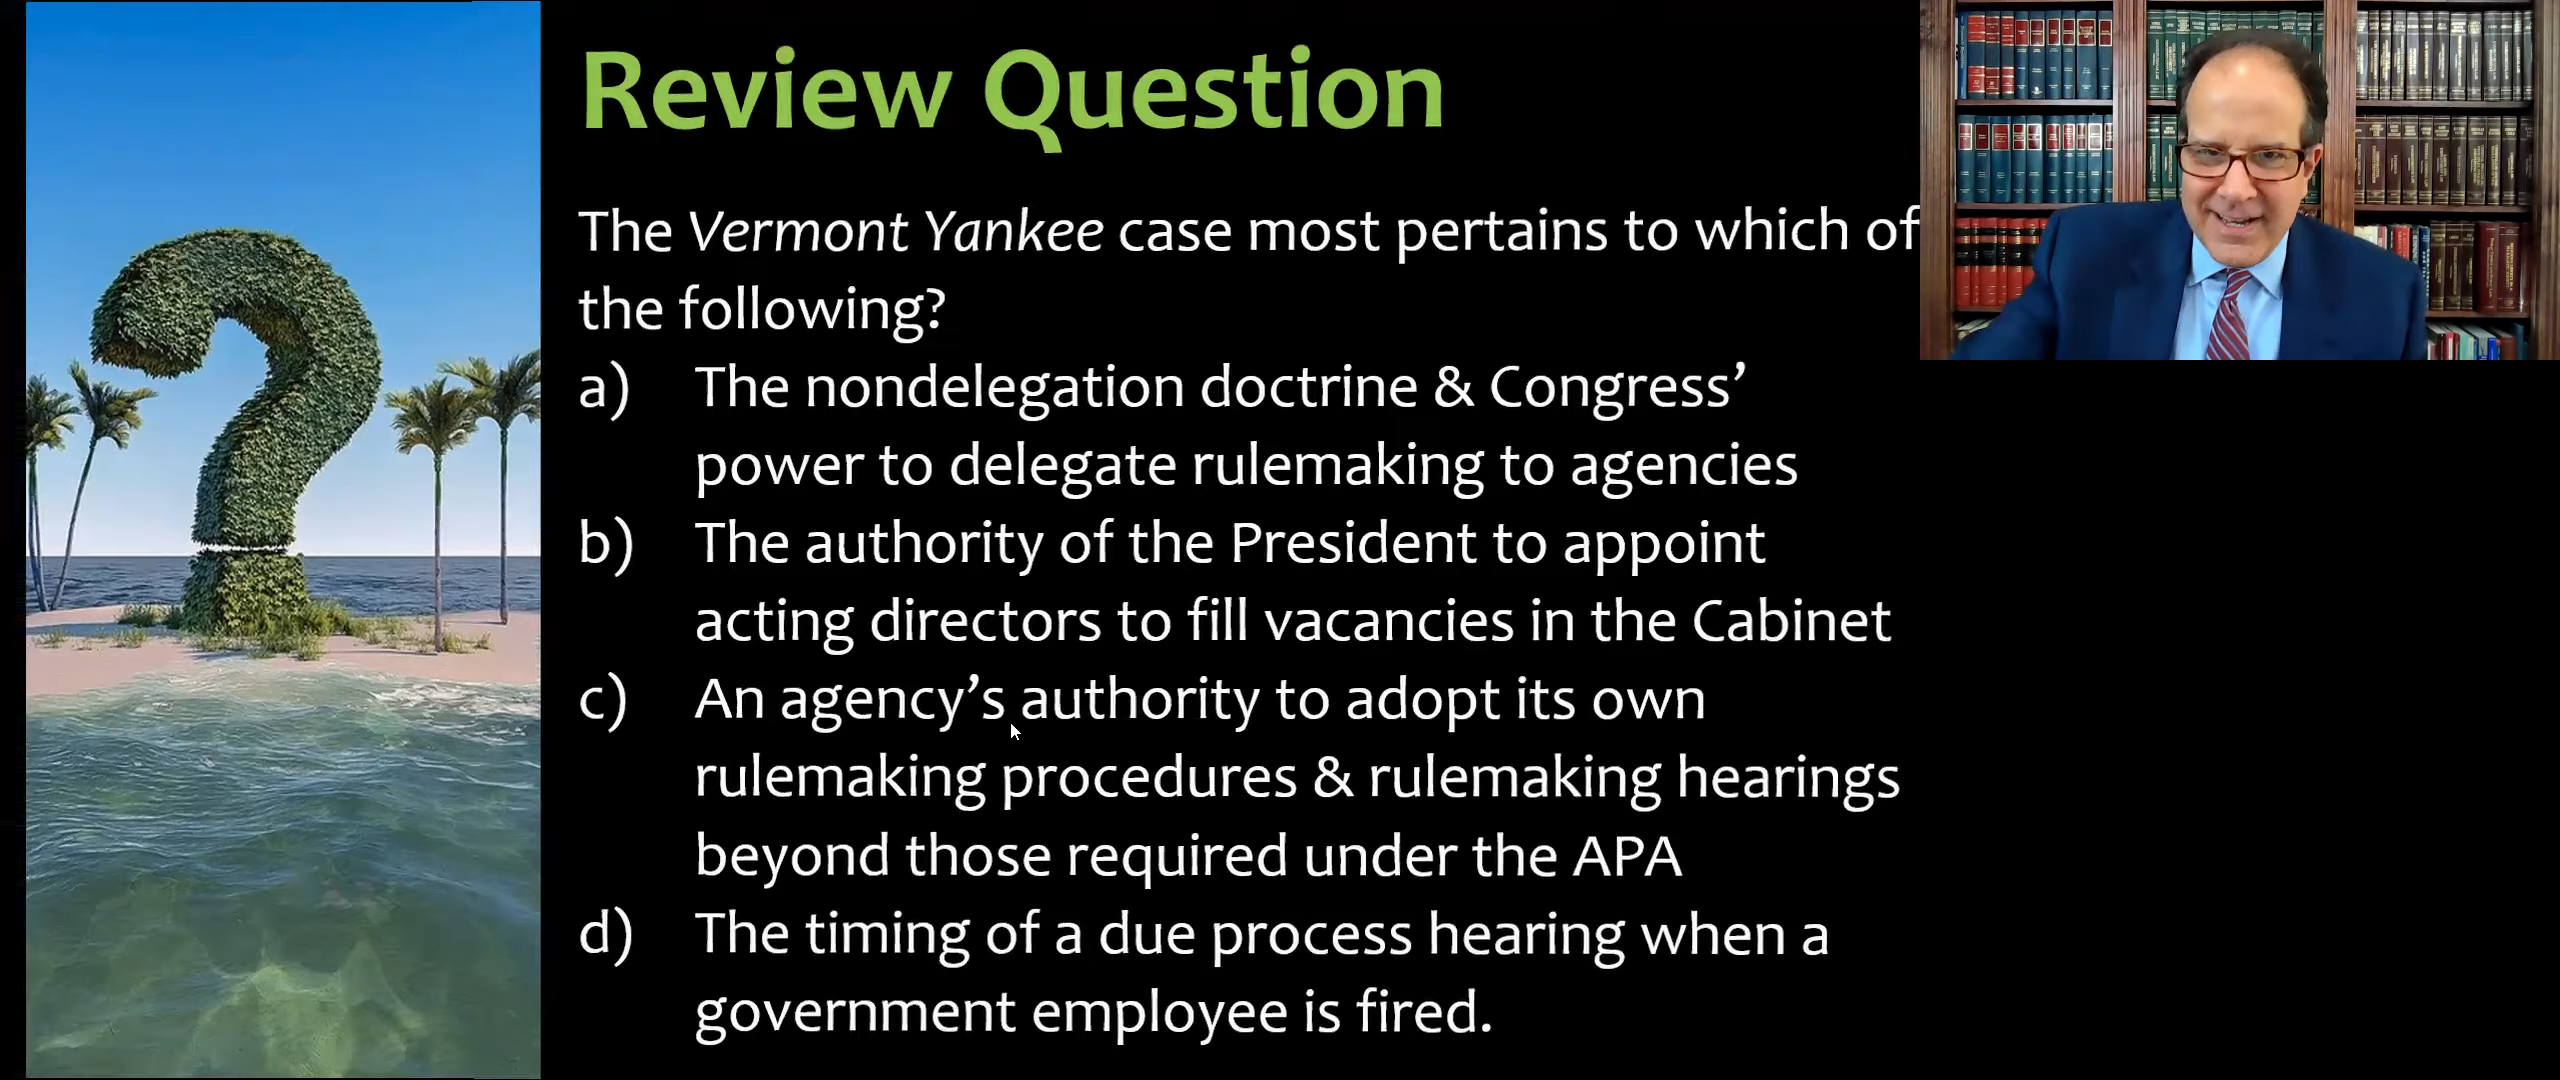 Review Question
The Vermont Yankee case most pertains to which of
the following?
a) The nondelegation doctrine & Congress’
power to delegate rulemaking to agencies
b) The authority of the President to appoint
acting directors to fill vacancies in the Cabinet
c) An agency’s authority to adopt its own
rulemaking procedures & rulemaking hearings
beyond those required under the APA
d) The timing of a due process hearing when a
government employee is fired.